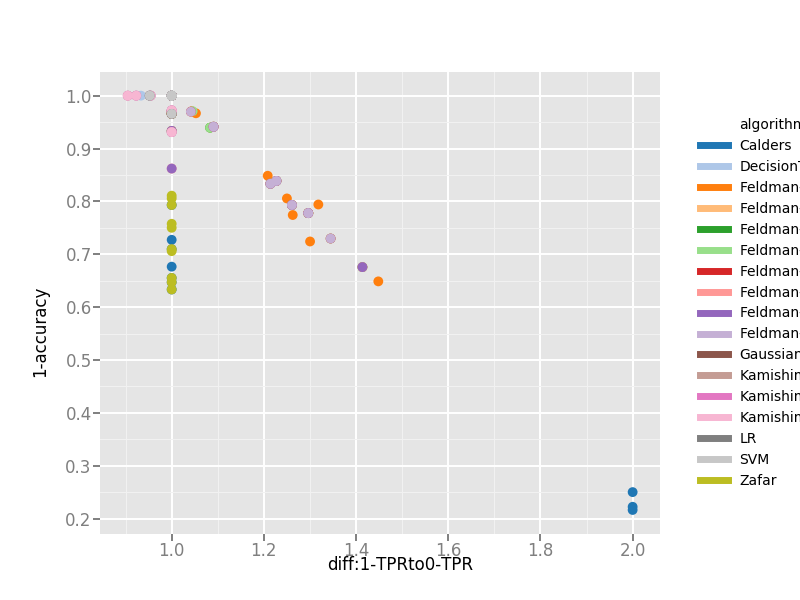 1.0
0.9
0.8
0.7
0.6
0.5
0.4
0.3
0.2
1-accuracy
1.0 1.2 1.4 1.6 1.8 2.0
diff:1-TPRto0-TPR
algorithm
Calders
DecisionT
Feldman-
Feldman-
Feldman-
Feldman-
Feldman-
Feldman-
Feldman-
Feldman-
Gaussian
Kamishin
Kamishin
Kamishin
LR
SVM
Zafar